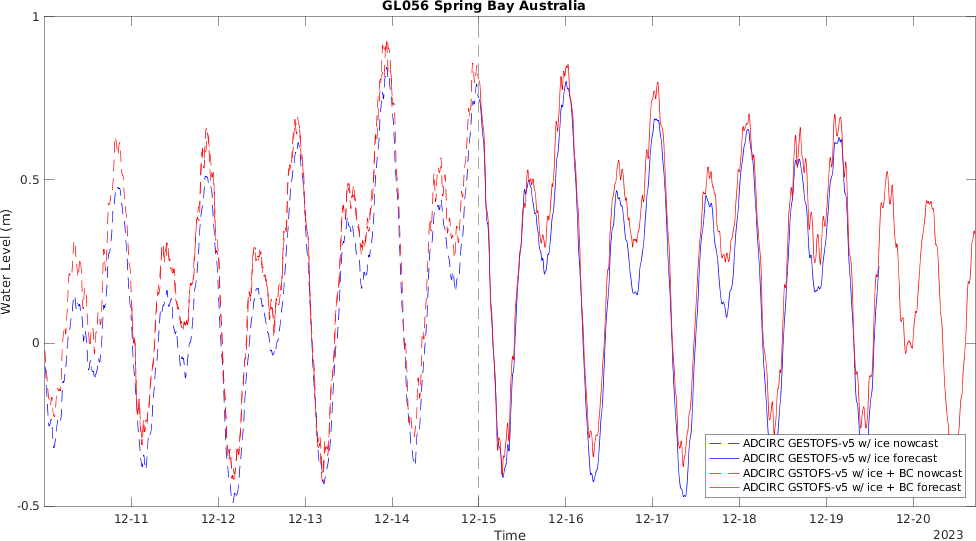 GL056 Spring Bay Australia
1
0.5
0
-0.5
Water Level (m)
ADCIRC GESTOFS-v5 w/ ice nowcast
ADCIRC GESTOFS-v5 w/ ice forecast
ADCIRC GSTOFS-v5 w/ ice + BC nowcast
ADCIRC GSTOFS-v5 w/ ice + BC forecast
12-11 12-12 12-13 12-14 12-15 12-16 12-17 12-18 12-19 12-20
Time
2023